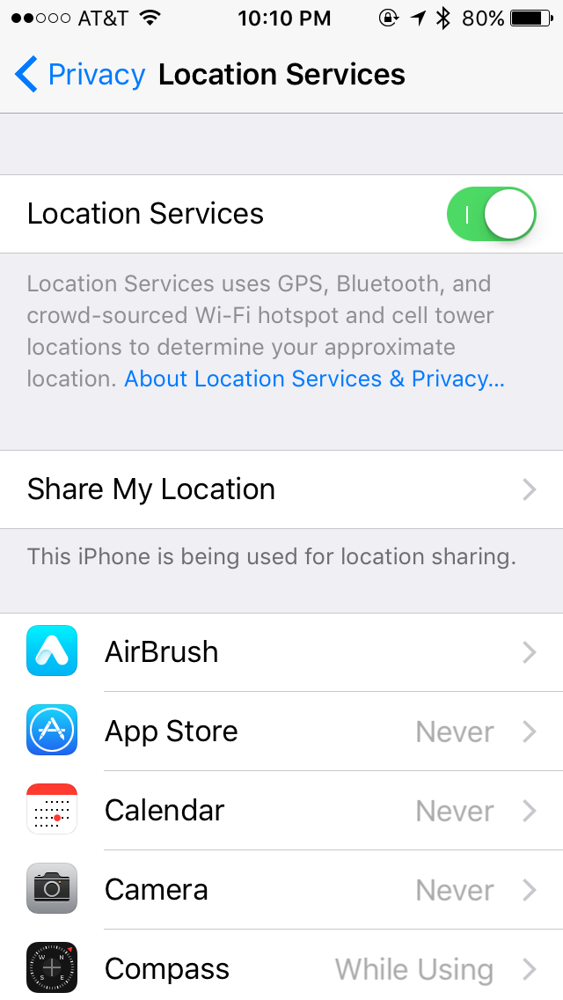 AT&T 10:10 PM 80%
Privacy Location Services
Location Services
Location Services uses GPS, Bluetooth, and
crowd-sourced Wi-Fi hotspot and cell tower
locations to determine your approximate
location. About Location Services & Privacy...
Share My Location
This iPhone is being used for location sharing.
AirBrush
App Store Never
Calendar Never
Camera Never
W N
S E
Compass While Using